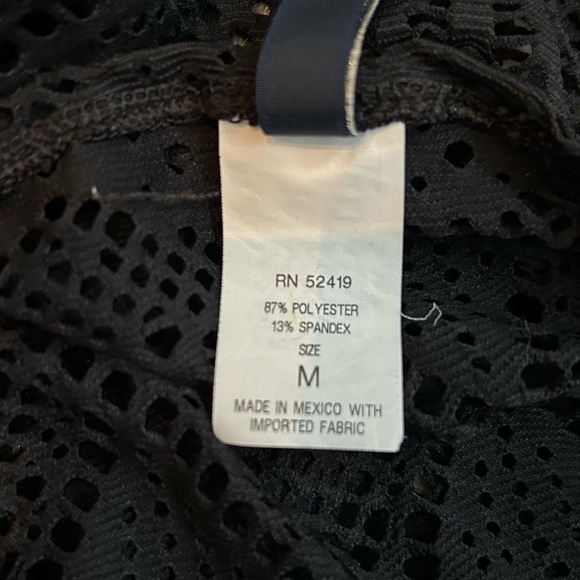 RN 52419
87% POLYESTER
13% SPANDEX
SIZE
M
MADE IN MEXICO WITH
IMPORTED FABRIC